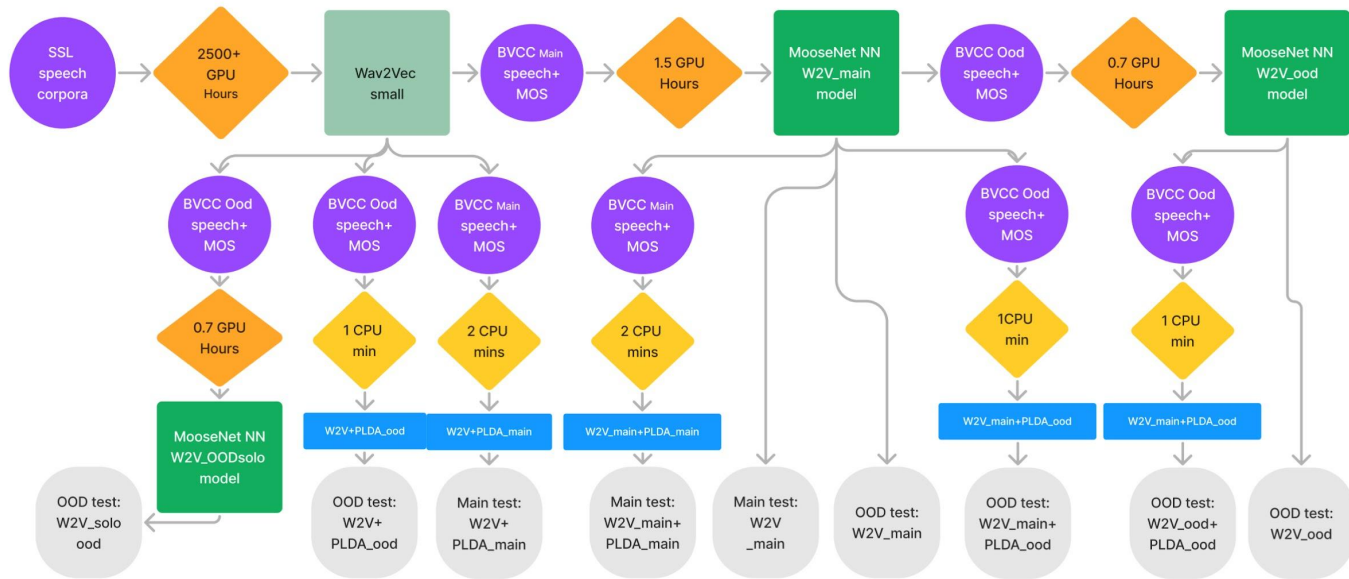 SSL
speech
corpora
2500+
GPU
Hours
Wav2Vec
small
BVCC Main
speech+
MOS
1.5 GPU
Hours
MooseNet NN
W2V_main
model
BVCC Ood
speech+
MOS
0.7 GPU
Hours
MooseNet NN
W2V_ood
model
BVCC Ood
speech+
MOS
BVCC Ood
speech+
MOS
BVCC Main
speech+
MOS
BVCC Main
speech+
MOS
BVCC Ood
speech+
MOS
BVCC Ood
speech+
MOS
0.7 GPU
Hours
1 CPU
min
2 CPU
mins
2 CPU
mins
1CPU
min
1 CPU
min
MooseNet NN
W2V_OODsolo
model
W2V+PLDA_ood
W2V+PLDA_main
W2V_main+PLDA_main
W2V_main+PLDA_ood
W2V_main+PLDA_ood
OOD test:
W2V_solo
ood
OOD test:
W2V+
PLDA_ood
Main test:
W2V+
PLDA_main
Main test:
W2V_main+
PLDA_main
Main test:
W2V
_main
OOD test:
W2V_main
OOD test:
W2V_main+
PLDA_ood
OOD test:
W2V_ood+
PLDA_ood
OOD test:
W2V_ood